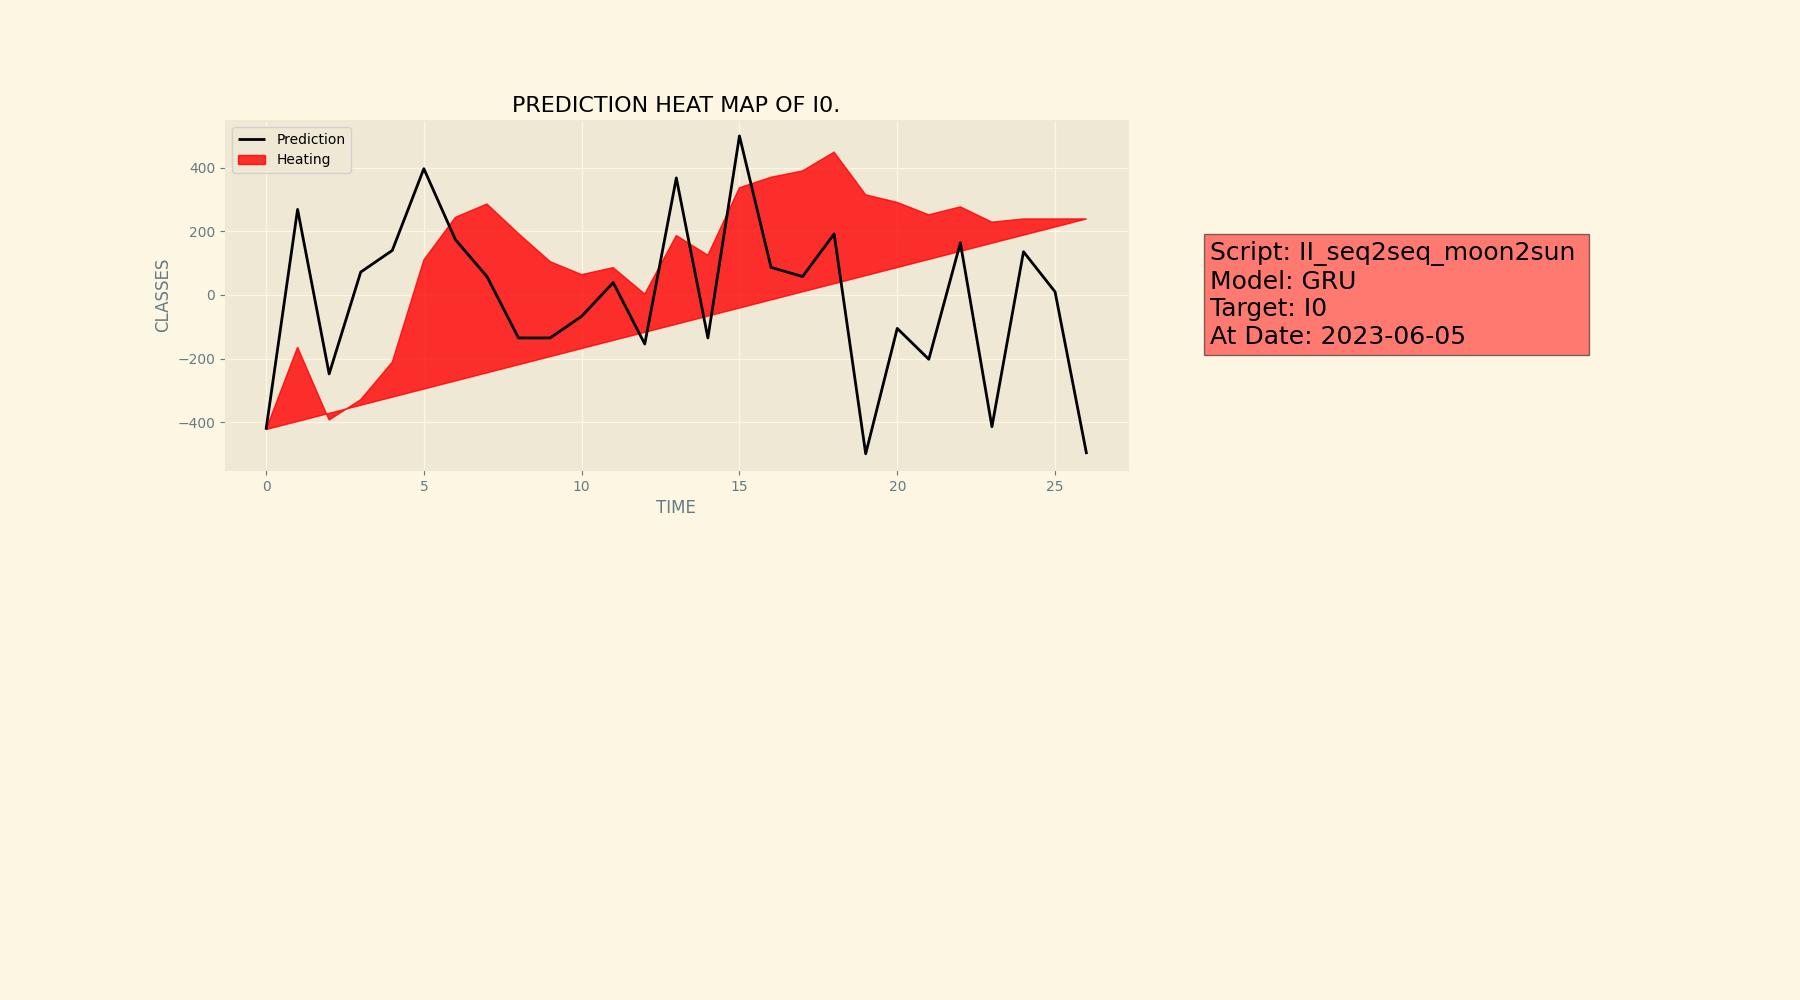 PREDICTION HEAT MAP OF I0.
Prediction
Heating
CLASSES
400
200
0
−200
−400
0 5 10 15 20 25
TIME
Script: II_seq2seq_moon2sun
Model: GRU
Target: I0
At Date: 2023-06-05